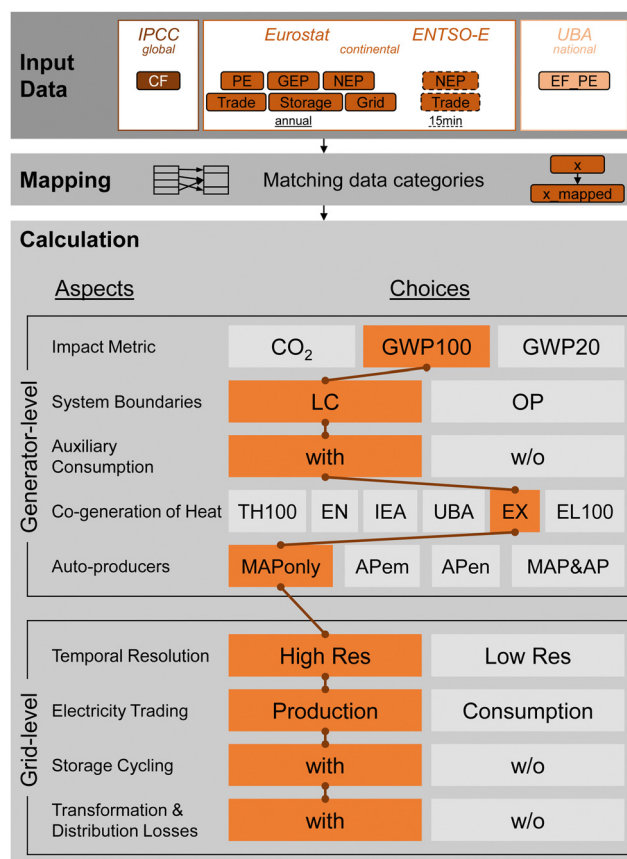 Input Data
IPCC
global
CF
Eurostat
ENTSO-E
continental
PE GEP NEP
Trade Storage Grid
annual
NEP
Trade
15min
UBA
national
EF_PE
Mapping
Matching data categories
x
x_mapped
Calculation
Aspects
Choices
Generator-level
Impact Metric
CO₂ GWP100 GWP20
System Boundaries
LC OP
Auxiliary
Consumption
with w/o
Co-generation of Heat
TH100 EN IEA UBA EX EL100
Auto-producers
MAPonly APem APen MAP&AP
Grid-level
Temporal Resolution
High Res Low Res
Electricity Trading
Production Consumption
Storage Cycling
with w/o
Transformation &
Distribution Losses
with w/o